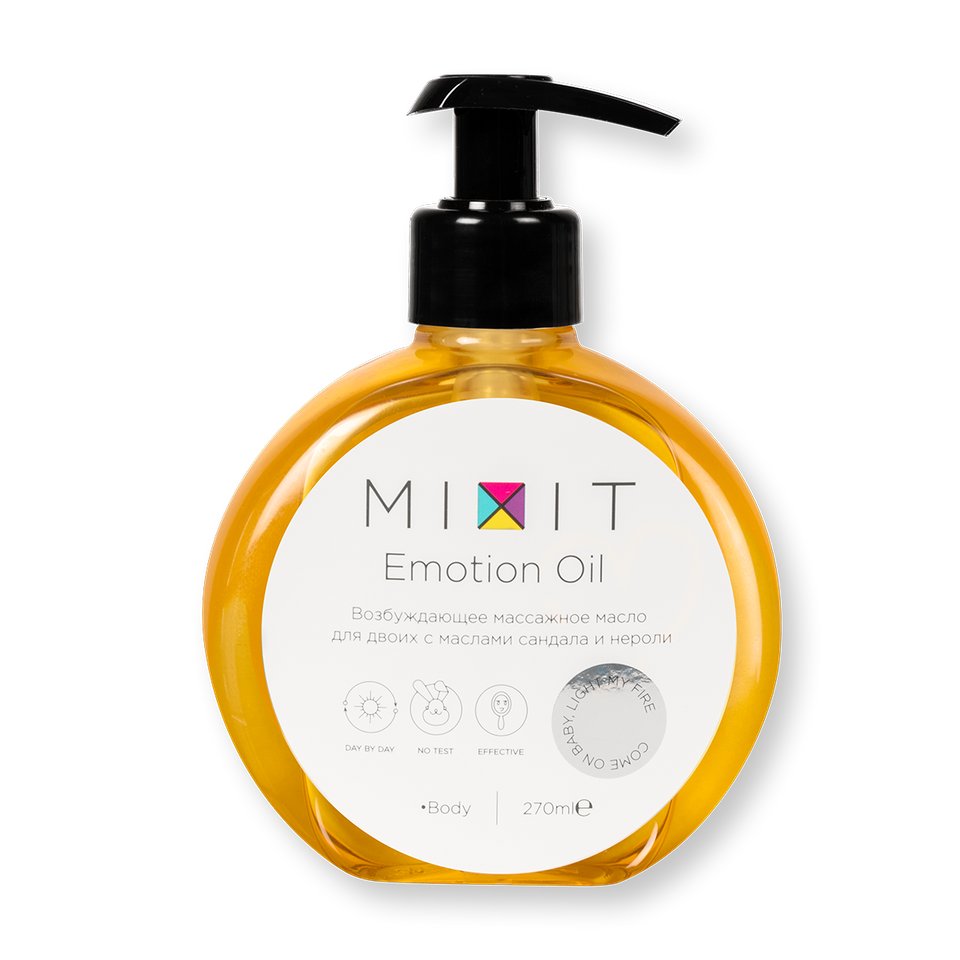 MIXIT
Emotion Oil
Возбуждающее массажное масло
для двоих с маслами сандала и нероли
DAY BY DAY
NO TEST
EFFECTIVE
COME ON BABY, LIGHT MY FIRE
•Body
270ml℮